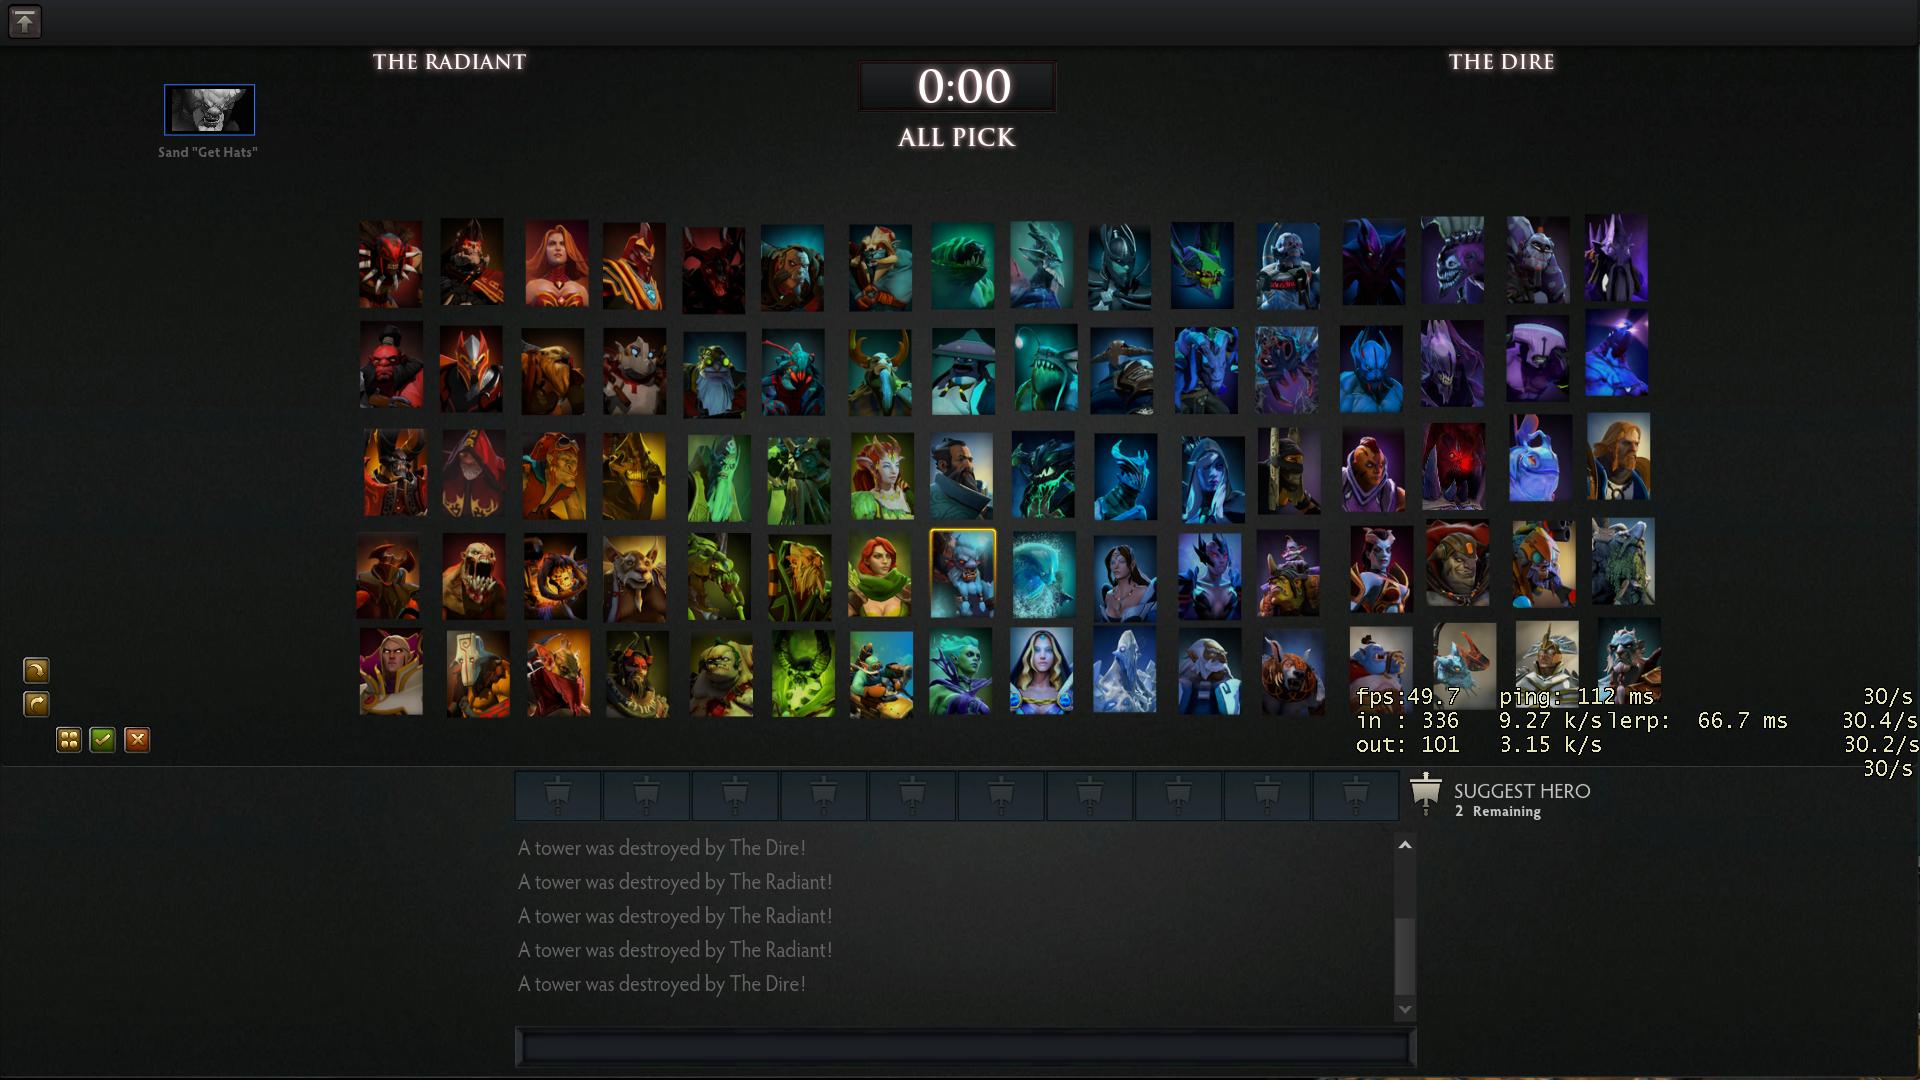 THE RADIANT
THE DIRE
0:00
ALL PICK
Sand "Get Hats"
fps:49.7 ping: 112 ms 30/s
in : 336 9.27 k/s lerp: 66.7 ms 30.4/s
out: 101 3.15 k/s 30.2/s
30/s
SUGGEST HERO
2 Remaining
A tower was destroyed by The Dire!
A tower was destroyed by The Radiant!
A tower was destroyed by The Radiant!
A tower was destroyed by The Radiant!
A tower was destroyed by The Dire!